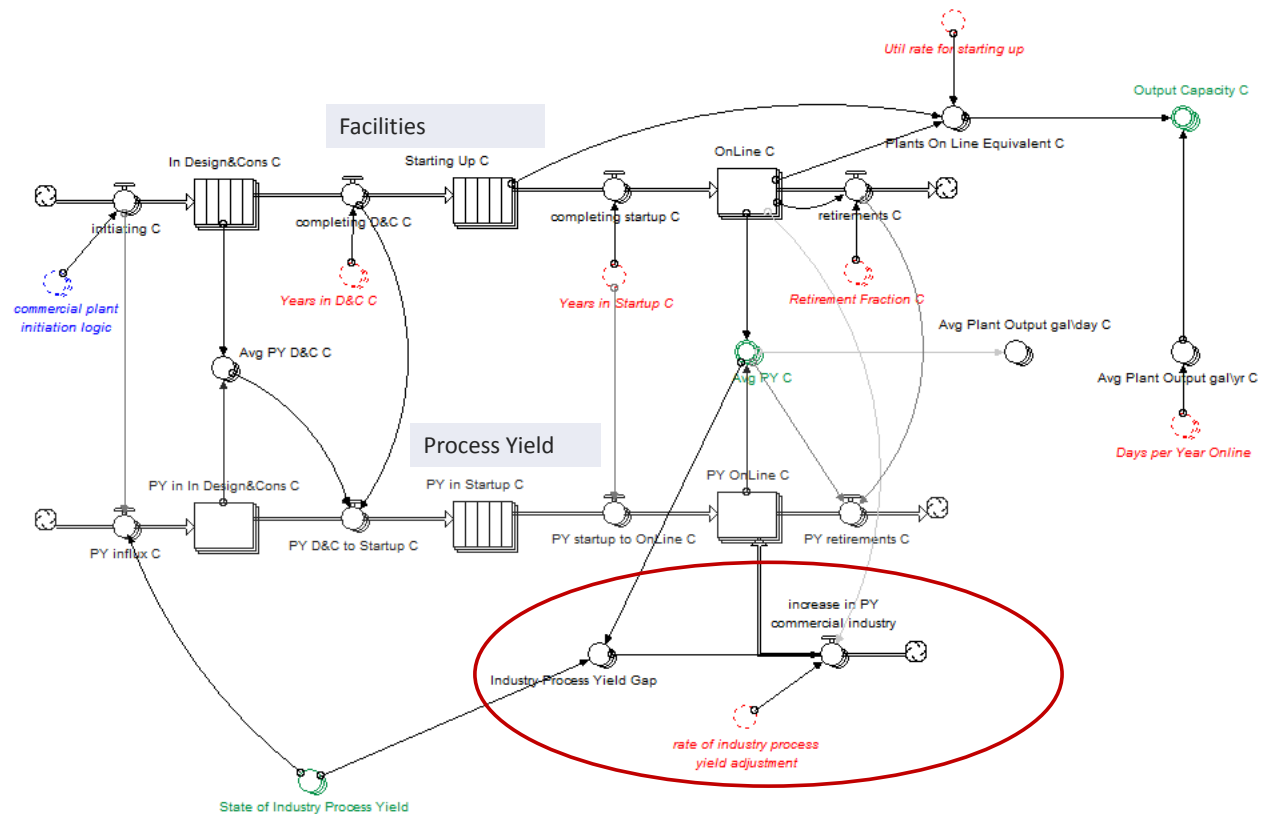 Util rate for starting up
Output Capacity C
Facilities
In Design&Cons C
Starting Up C
OnLine C
Plants On Line Equivalent C
initiating C
completing D&C C
completing startup C
retirements C
commercial plant
initiation logic
Years in D&C C
Years in Startup C
Retirement Fraction C
Avg Plant Output gal\day C
Avg PY D&C C
Avg PY C
Avg Plant Output gal\yr C
Process Yield
Days per Year Online
PY in In Design&Cons C
PY in Startup C
PY OnLine C
PY influx C
PY D&C to Startup C
PY startup to OnLine C
PY retirements C
increase in PY
commercial industry
Industry Process Yield Gap
rate of industry process
yield adjustment
State of Industry Process Yield